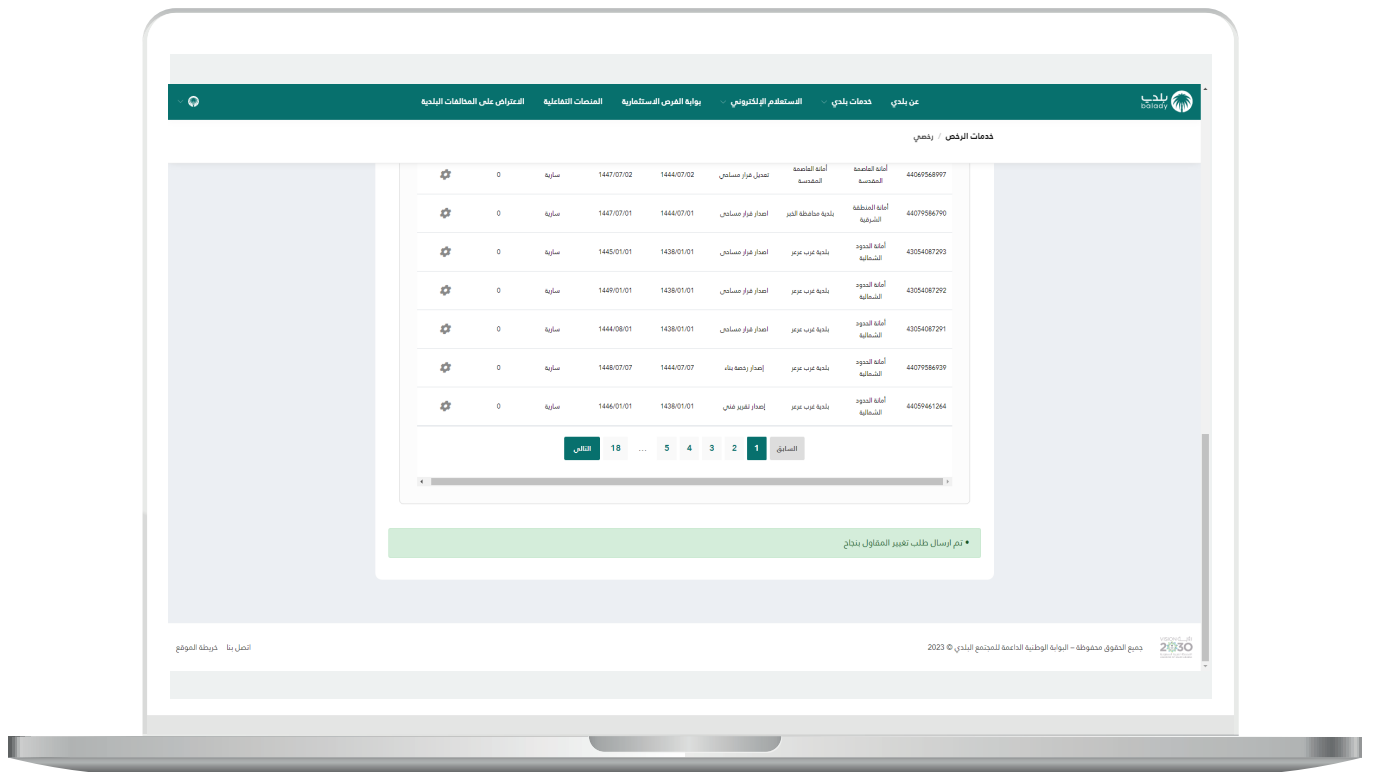 بلدي
balady
عن بلدي
خدمات بلدي
الاستعلام الإلكتروني
بوابة الفرص الاستثمارية
المنصات التفاعلية
الاعتراض على المخالفات البلدية
خدمات الرخص / رخصي
44069568997 أمانة العاصمة المقدسة أمانة العاصمة المقدسة تعديل قرار مساحي 1444/07/02 1447/07/02 سارية 0
44079586790 أمانة المنطقة الشرقية بلدية محافظة الخبر اصدار قرار مساحي 1444/07/01 1447/07/01 سارية 0
43054087293 أمانة الحدود الشمالية بلدية غرب عرعر اصدار قرار مساحي 1438/01/01 1445/01/01 سارية 0
43054087292 أمانة الحدود الشمالية بلدية غرب عرعر اصدار قرار مساحي 1438/01/01 1449/01/01 سارية 0
43054087291 أمانة الحدود الشمالية بلدية غرب عرعر اصدار قرار مساحي 1438/01/01 1444/08/01 سارية 0
44079586939 أمانة الحدود الشمالية بلدية غرب عرعر إصدار رخصة بناء 1444/07/07 1448/07/07 سارية 0
44059461264 أمانة الحدود الشمالية بلدية غرب عرعر إصدار تقرير فني 1438/01/01 1446/01/01 سارية 0
السابق 1 2 3 4 5 ... 18 التالي
• تم ارسال طلب تغيير المقاول بنجاح
2030
جميع الحقوق محفوظة – البوابة الوطنية الداعمة للمجتمع البلدي © 2023
اتصل بنا خريطة الموقع